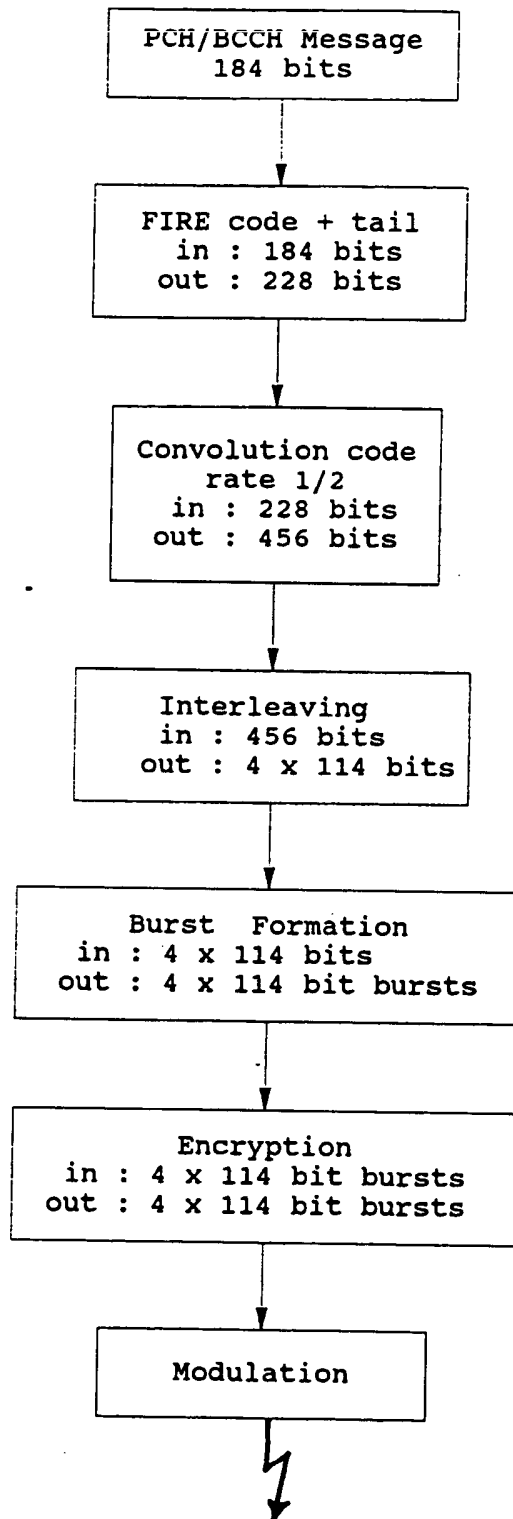 PCH/BCCH Message
184 bits
FIRE code + tail
in : 184 bits
out : 228 bits
Convolution code
rate 1/2
in : 228 bits
out : 456 bits
Interleaving
in : 456 bits
out : 4 x 114 bits
Burst Formation
in : 4 x 114 bits
out : 4 x 114 bit bursts
Encryption
in : 4 x 114 bit bursts
out : 4 x 114 bit bursts
Modulation